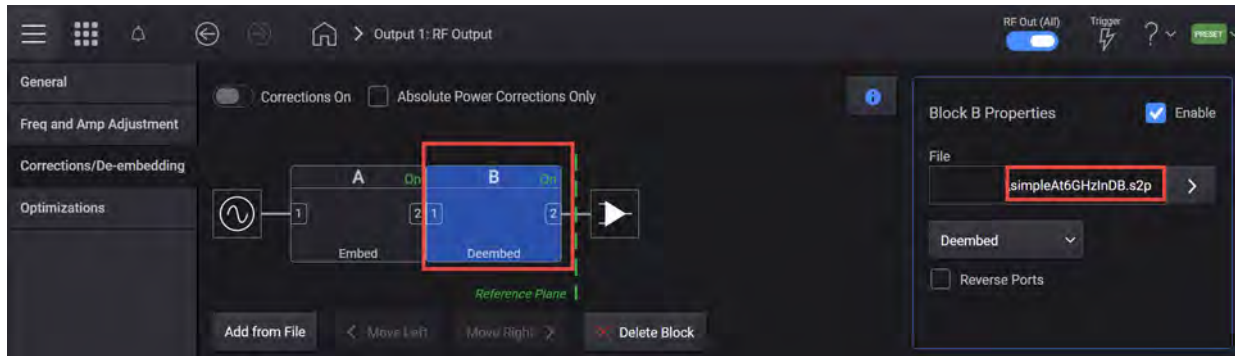 Output 1: RF Output
RF Out (All)
Trigger
?
PRESET
General
Freq and Amp Adjustment
Corrections/De-embedding
Optimizations
Corrections On
Absolute Power Corrections Only
A On
B On
1 2 1 2
Embed Deembed
Reference Plane
Add from File < Move Left Move Right > Delete Block
Block B Properties
Enable
File
.simpleAt6GHzInDB.s2p
Deembed
Reverse Ports